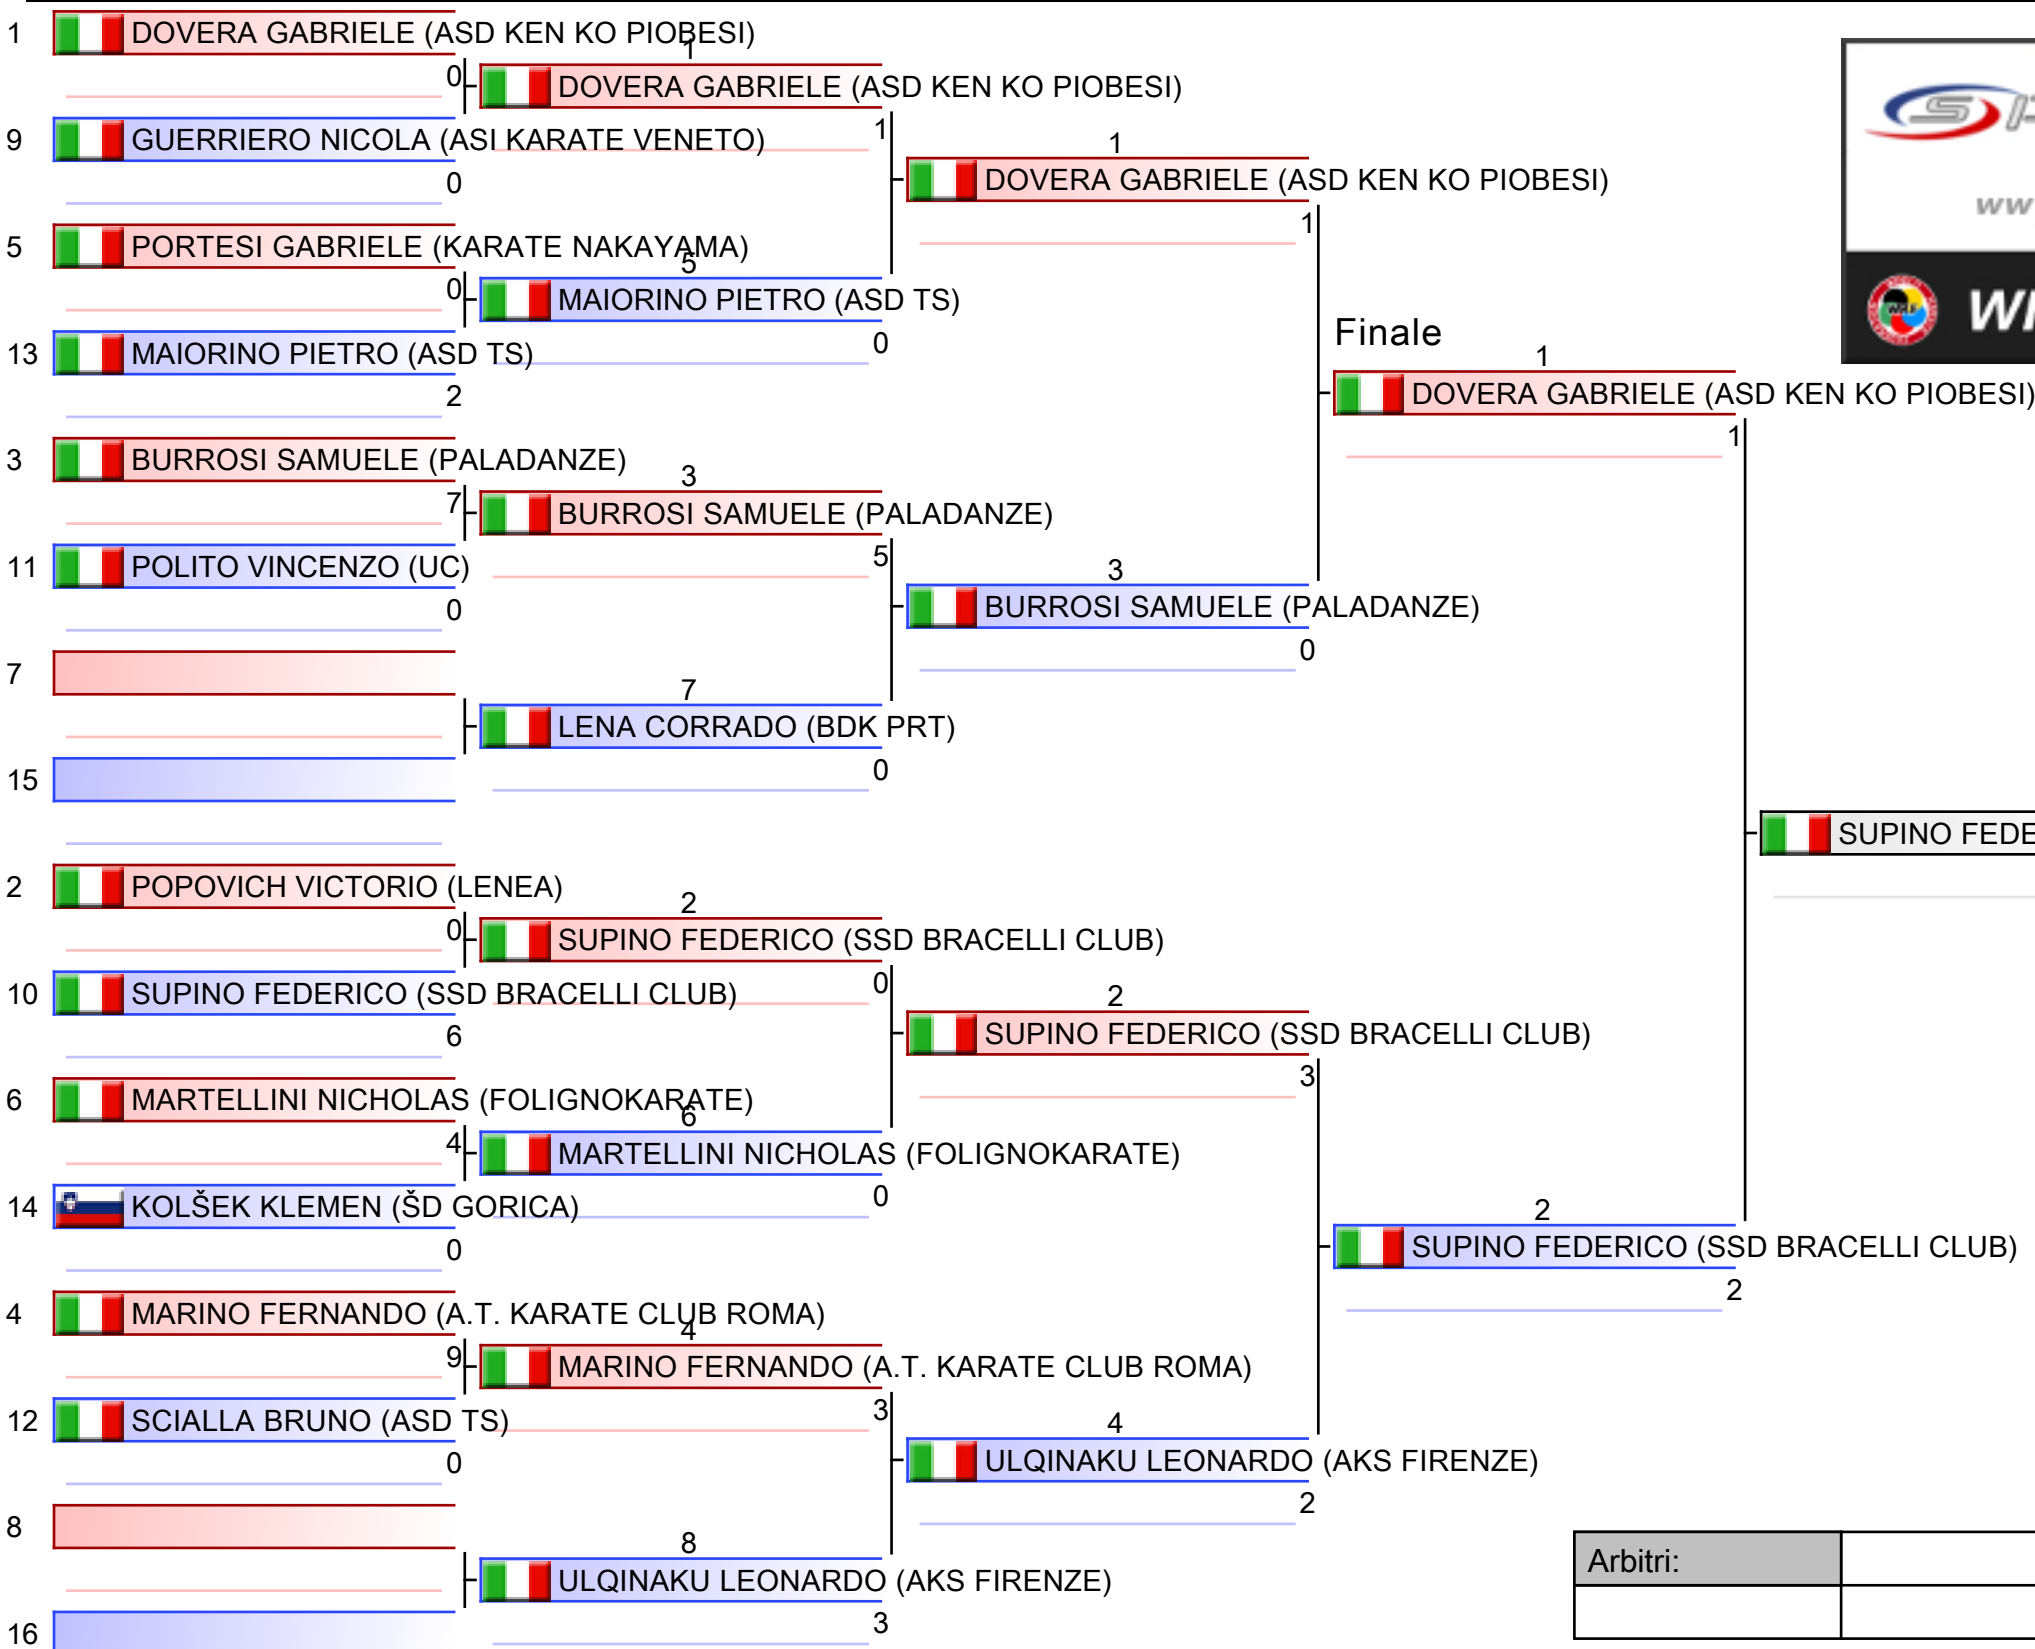 1 DOVERA GABRIELE (ASD KEN KO PIOBESI)
0
9 GUERRIERO NICOLA (ASI KARATE VENETO)
0
5 PORTESI GABRIELE (KARATE NAKAYAMA)
0
13 MAIORINO PIETRO (ASD TS)
2
3 BURROSI SAMUELE (PALADANZE)
7
11 POLITO VINCENZO (UC)
0
7
15
2 POPOVICH VICTORIO (LENEA)
0
10 SUPINO FEDERICO (SSD BRACELLI CLUB)
6
6 MARTELLINI NICHOLAS (FOLIGNOKARATE)
4
14 KOLŠEK KLEMEN (ŠD GORICA)
0
4 MARINO FERNANDO (A.T. KARATE CLUB ROMA)
9
12 SCIALLA BRUNO (ASD TS)
0
8
16
1
DOVERA GABRIELE (ASD KEN KO PIOBESI)
1
5
MAIORINO PIETRO (ASD TS)
0
3
BURROSI SAMUELE (PALADANZE)
5
7
LENA CORRADO (BDK PRT)
0
2
SUPINO FEDERICO (SSD BRACELLI CLUB)
0
6
MARTELLINI NICHOLAS (FOLIGNOKARATE)
0
4
MARINO FERNANDO (A.T. KARATE CLUB ROMA)
3
8
ULQINAKU LEONARDO (AKS FIRENZE)
3
1
DOVERA GABRIELE (ASD KEN KO PIOBESI)
1
3
BURROSI SAMUELE (PALADANZE)
0
2
SUPINO FEDERICO (SSD BRACELLI CLUB)
3
4
ULQINAKU LEONARDO (AKS FIRENZE)
2
Finale
1
DOVERA GABRIELE (ASD KEN KO PIOBESI)
1
2
SUPINO FEDERICO (SSD BRACELLI CLUB)
2
SUPINO FEDE
Arbitri: